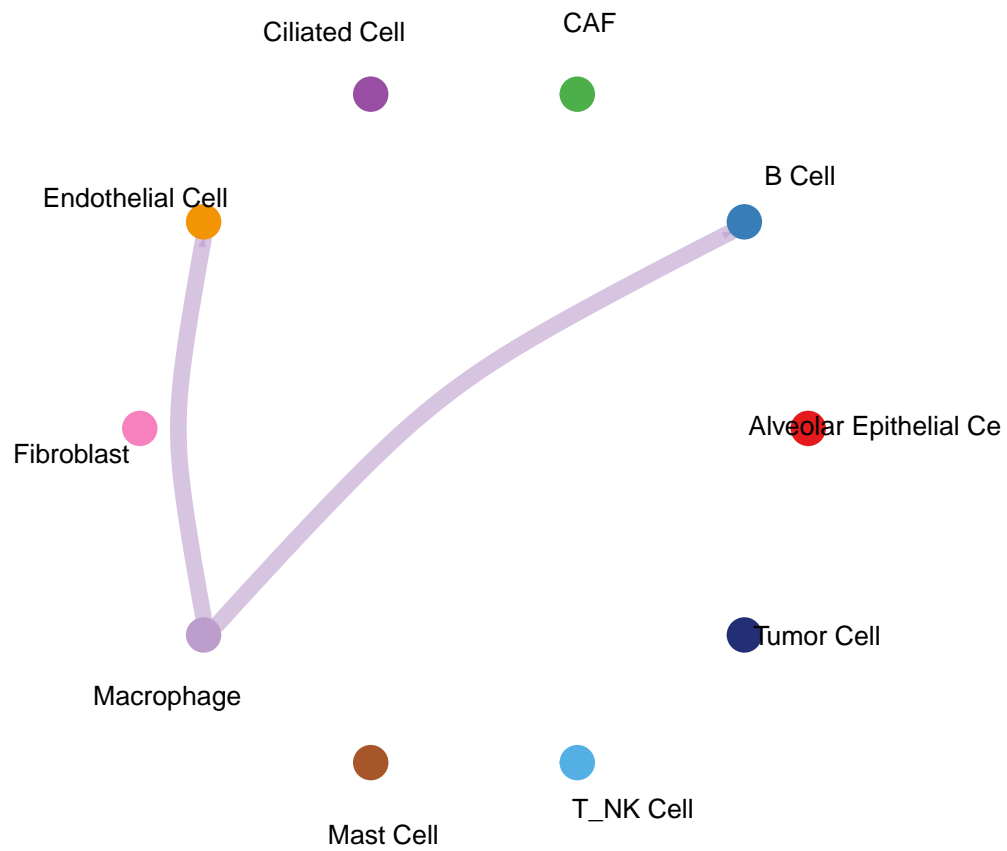 CAF
Ciliated Cell
B Cell
Endothelial Cell
Alveolar Epithelial Ce
Fibroblast
Tumor Cell
Macrophage
T_NK Cell
Mast Cell